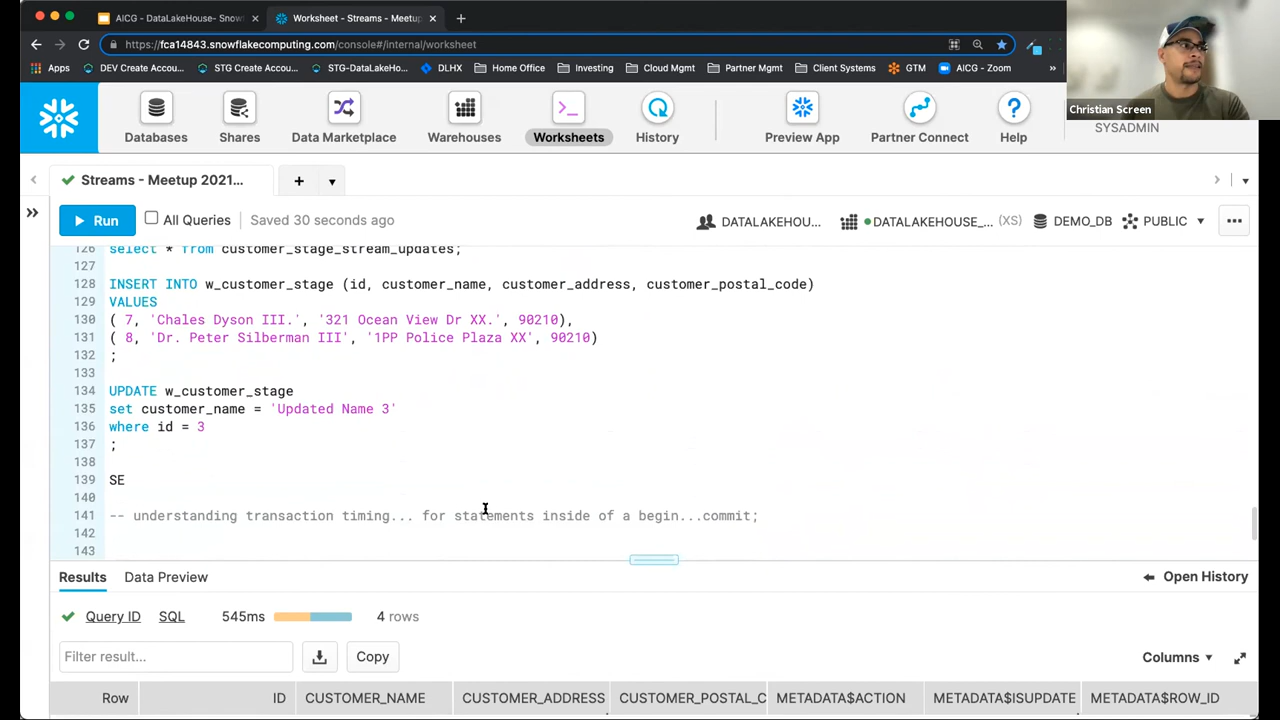 AICG - DataLakeHouse- Snowf
Worksheet - Streams - Meetup
https://fca14843.snowflakecomputing.com/console#/internal/worksheet
Apps
DEV Create Accou...
STG Create Accou...
STG-DataLakeHo...
DLHX
Home Office
Investing
Cloud Mgmt
Partner Mgmt
Client Systems
GTM
AICG - Zoom
»
Christian Screen
SYSADMIN
Databases
Shares
Data Marketplace
Warehouses
Worksheets
History
Preview App
Partner Connect
Help
Streams - Meetup 2021...
Run
All Queries
Saved 30 seconds ago
DATALAKEHOU...
DATALAKEHOUSE_... (XS)
DEMO_DB
PUBLIC
126 select * from customer_stage_stream_updates;
127
128 INSERT INTO w_customer_stage (id, customer_name, customer_address, customer_postal_code)
129 VALUES
130 ( 7, 'Chales Dyson III.', '321 Ocean View Dr XX.', 90210),
131 ( 8, 'Dr. Peter Silberman III', '1PP Police Plaza XX', 90210)
132 ;
133
134 UPDATE w_customer_stage
135 set customer_name = 'Updated Name 3'
136 where id = 3
137 ;
138
139 SE
140
141 -- understanding transaction timing... for statements inside of a begin...commit;
142
143
Results
Data Preview
Open History
Query ID
SQL
545ms
4 rows
Filter result...
Copy
Columns
Row
ID
CUSTOMER_NAME
CUSTOMER_ADDRESS
CUSTOMER_POSTAL_C
METADATA$ACTION
METADATA$ISUPDATE
METADATA$ROW_ID